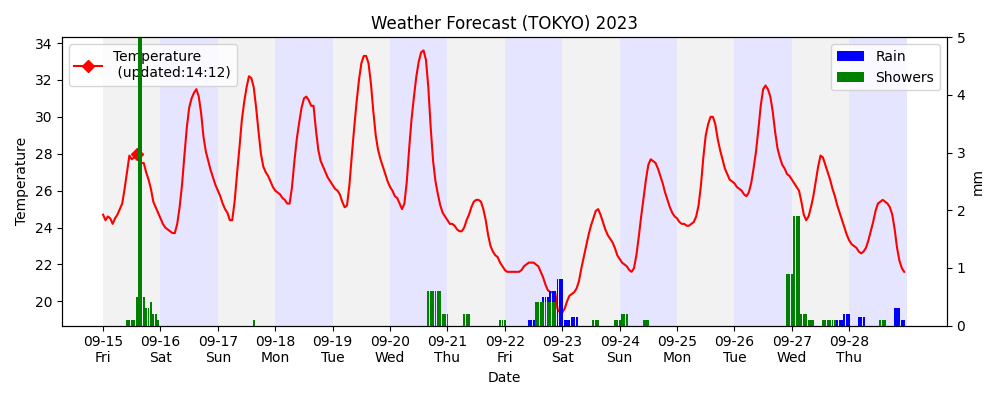 Weather Forecast (TOKYO) 2023
Temperature
(updated:14:12)
Rain
Showers
Temperature
34
32
30
28
26
24
22
20
5
4
3
2
1
0
mm
09-15 09-16 09-17 09-18 09-19 09-20 09-21 09-22 09-23 09-24 09-25 09-26 09-27 09-28
Fri Sat Sun Mon Tue Wed Thu Fri Sat Sun Mon Tue Wed Thu
Date